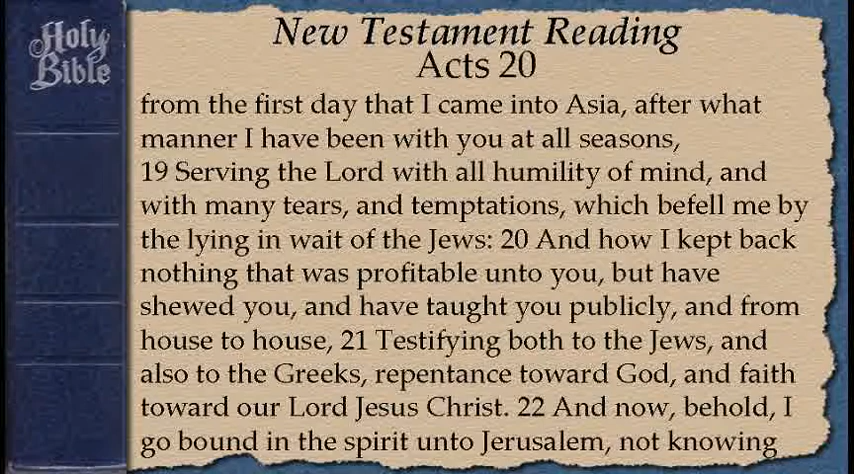 Holy
Bible
New Testament Reading
Acts 20
from the first day that I came into Asia, after what
manner I have been with you at all seasons,
19 Serving the Lord with all humility of mind, and
with many tears, and temptations, which befell me by
the lying in wait of the Jews: 20 And how I kept back
nothing that was profitable unto you, but have
shewed you, and have taught you publicly, and from
house to house, 21 Testifying both to the Jews, and
also to the Greeks, repentance toward God, and faith
toward our Lord Jesus Christ. 22 And now, behold, I
go bound in the spirit unto Jerusalem, not knowing